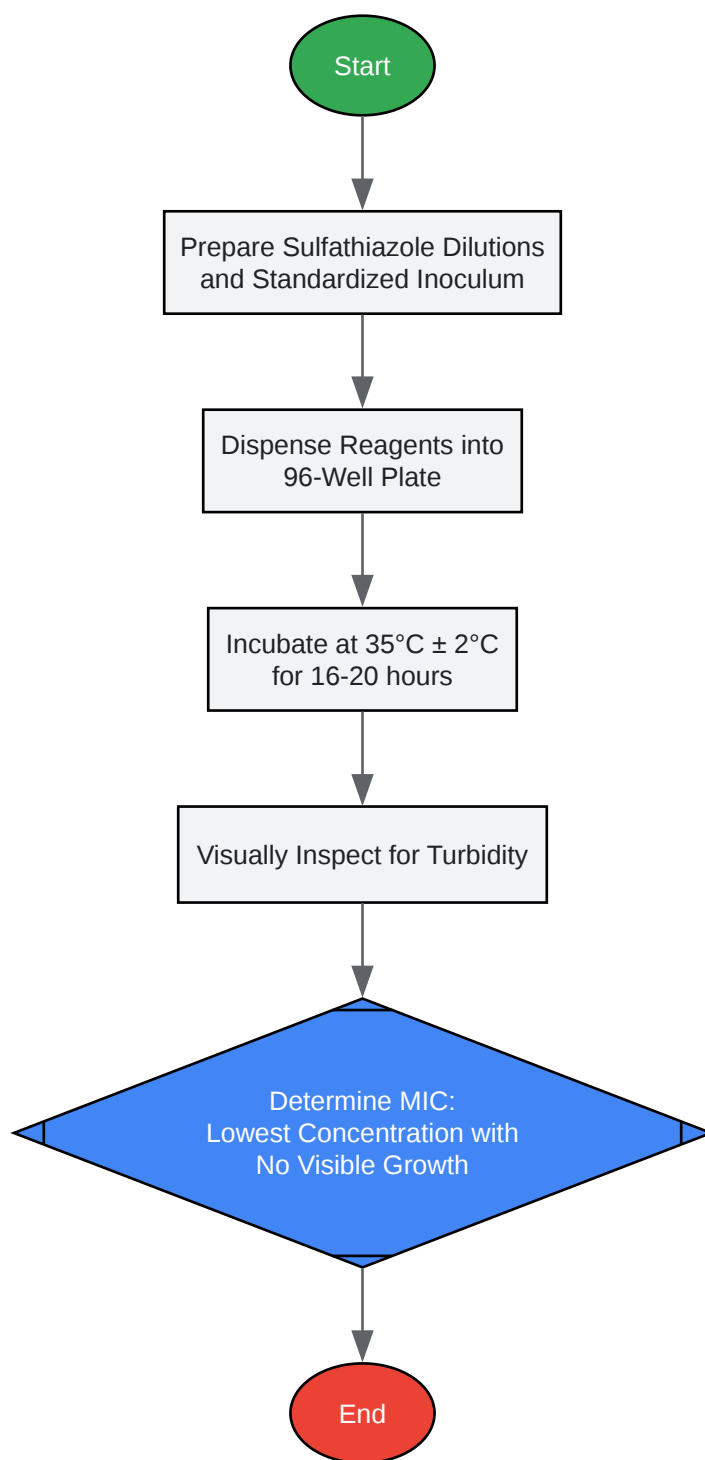 Start
Prepare Sulfathiazole Dilutions
and Standardized Inoculum
Dispense Reagents into
96-Well Plate
Incubate at 35°C ± 2°C
for 16-20 hours
Visually Inspect for Turbidity
Determine MIC:
Lowest Concentration with
No Visible Growth
End